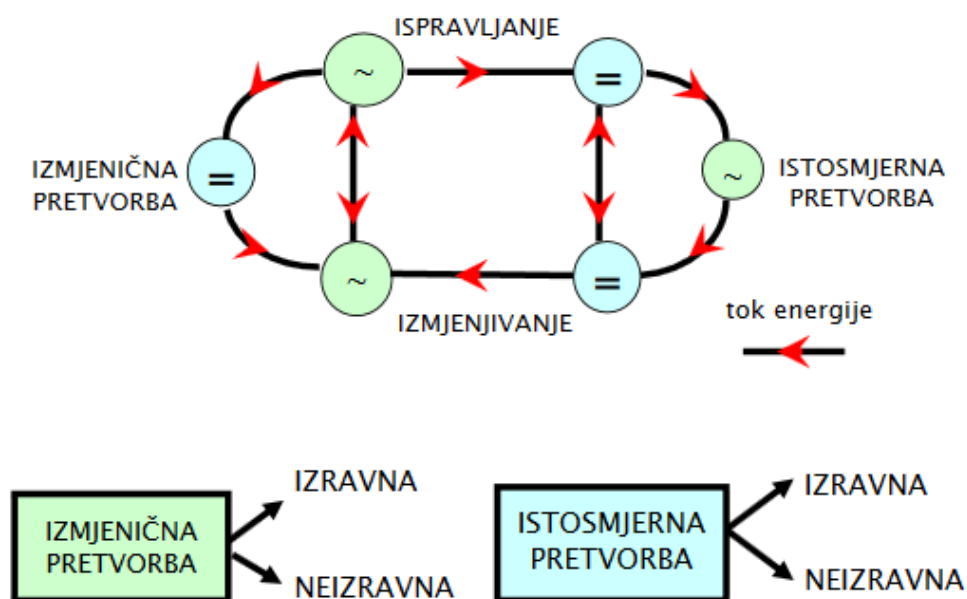 ISPRAVLJANJE
~
=
IZMJENIČNA
PRETVORBA
=
~
ISTOSMJERNA
PRETVORBA
~
=
IZMJENJIVANJE
tok energije
IZMJENIČNA
PRETVORBA
IZRAVNA
NEIZRAVNA
ISTOSMJERNA
PRETVORBA
IZRAVNA
NEIZRAVNA